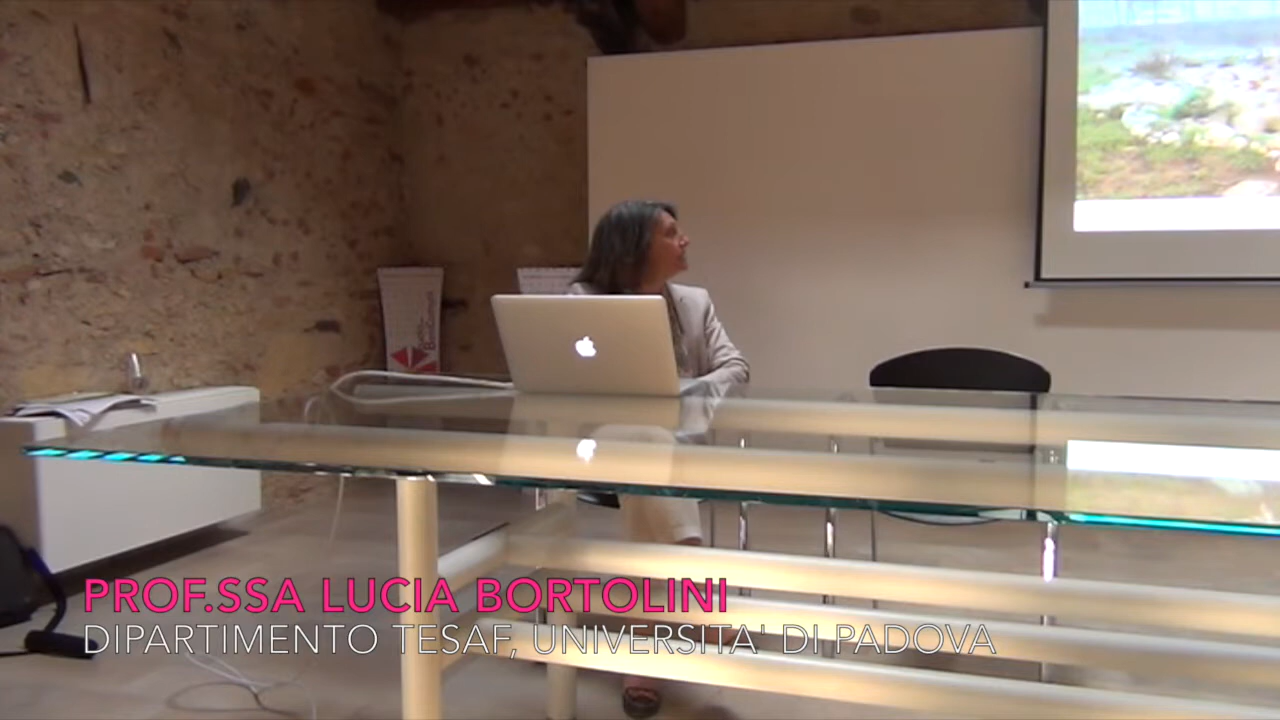 PROF.SSA LUCIA BORTOLINI
DIPARTIMENTO TESAF, UNIVERSITA' DI PADOVA